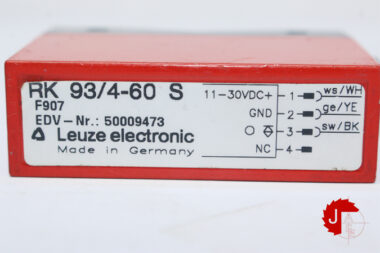 RK 93/4-60 S
F907
EDV-Nr.: 50009473
Leuze electronic
Made in Germany
11-30VDC+ 1 ws/WH
GND 2 ge/YE
3 sw/BK
NC 4
J